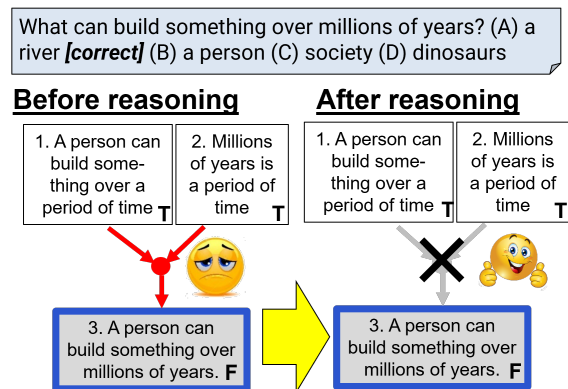 What can build something over millions of years? (A) a
river [correct] (B) a person (C) society (D) dinosaurs
Before reasoning
After reasoning
1. A person can
build some-
thing over a
period of time T
2. Millions
of years is
a period of
time T
1. A person can
build some-
thing over a
period of time T
2. Millions
of years is
a period of
time T
3. A person can
build something over
millions of years. F
3. A person can
build something over
millions of years. F